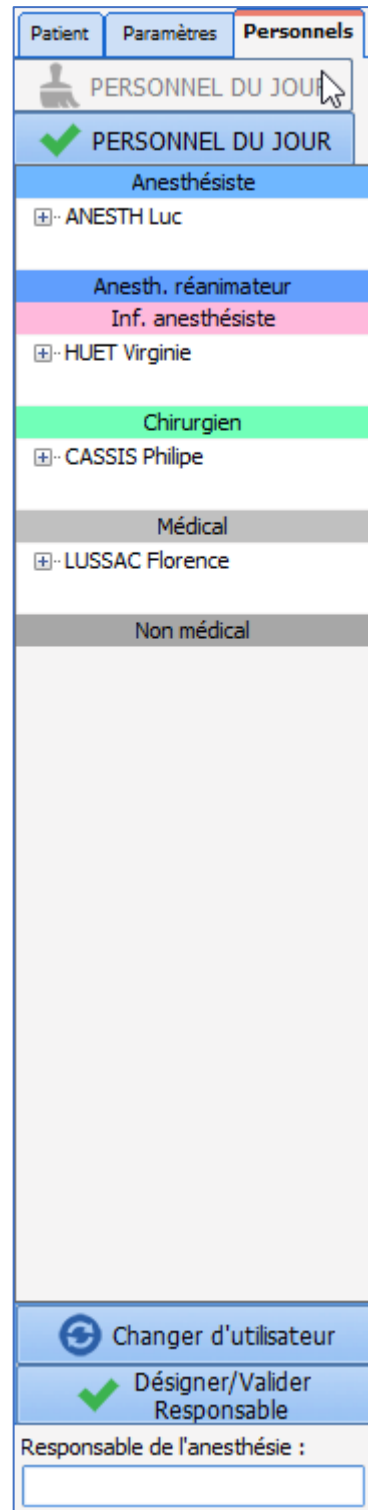 Patient Paramètres Personnels
PERSONNEL DU JOUR
PERSONNEL DU JOUR
Anesthésiste
ANESTH Luc
Anesth. réanimateur
Inf. anesthésiste
HUET Virginie
Chirurgien
CASSIS Philipe
Médical
LUSSAC Florence
Non médical
Changer d'utilisateur
Désigner/Valider
Responsable
Responsable de l'anesthésie :